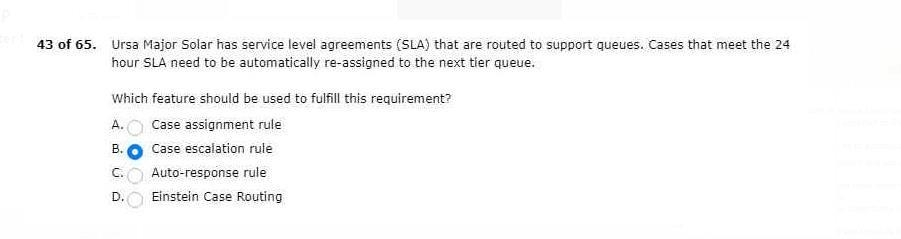 43 of 65. Ursa Major Solar has service level agreements (SLA) that are routed to support queues. Cases that meet the 24
hour SLA need to be automatically re-assigned to the next tier queue.
Which feature should be used to fulfill this requirement?
A. Case assignment rule
B. Case escalation rule
C. Auto-response rule
D. Einstein Case Routing